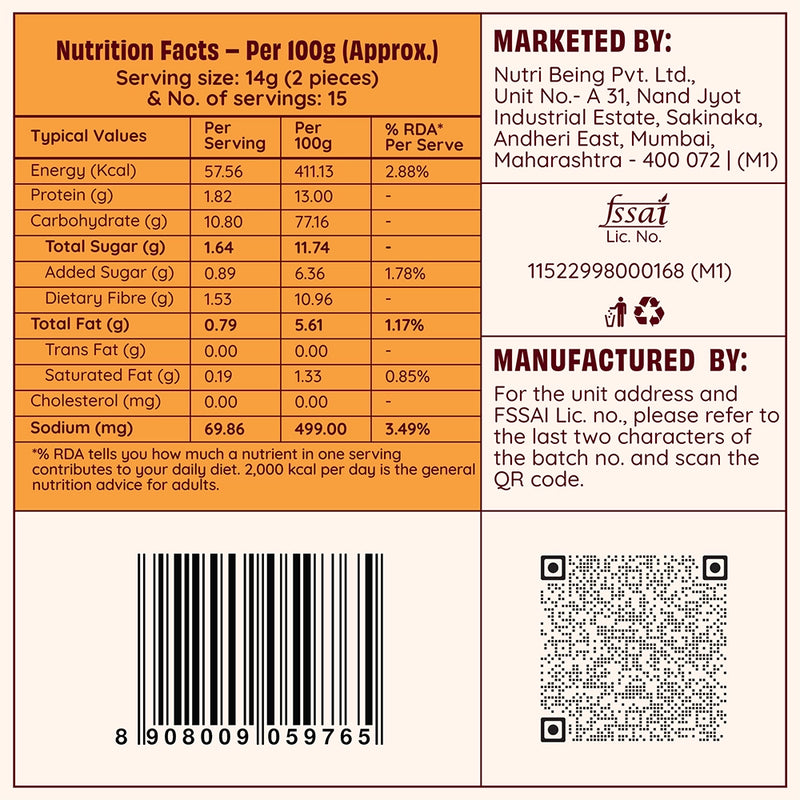 Nutrition Facts – Per 100g (Approx.)
Serving size: 14g (2 pieces)
& No. of servings: 15
Typical Values | Per Serving | Per 100g | % RDA* Per Serve
Energy (Kcal) 57.56 411.13 2.88%
Protein (g) 1.82 13.00 -
Carbohydrate (g) 10.80 77.16 -
Total Sugar (g) 1.64 11.74 -
Added Sugar (g) 0.89 6.36 1.78%
Dietary Fibre (g) 1.53 10.96 -
Total Fat (g) 0.79 5.61 1.17%
Trans Fat (g) 0.00 0.00 -
Saturated Fat (g) 0.19 1.33 0.85%
Cholesterol (mg) 0.00 0.00 -
Sodium (mg) 69.86 499.00 3.49%
*% RDA tells you how much a nutrient in one serving
contributes to your daily diet. 2,000 kcal per day is the general
nutrition advice for adults.
MARKETED BY:
Nutri Being Pvt. Ltd.,
Unit No.- A 31, Nand Jyot
Industrial Estate, Sakinaka,
Andheri East, Mumbai,
Maharashtra - 400 072 | (M1)
fssai
Lic. No.
11522998000168 (M1)
MANUFACTURED BY:
For the unit address and
FSSAI Lic. no., please refer to
the last two characters of
the batch no. and scan the
QR code.
8 908009 059765